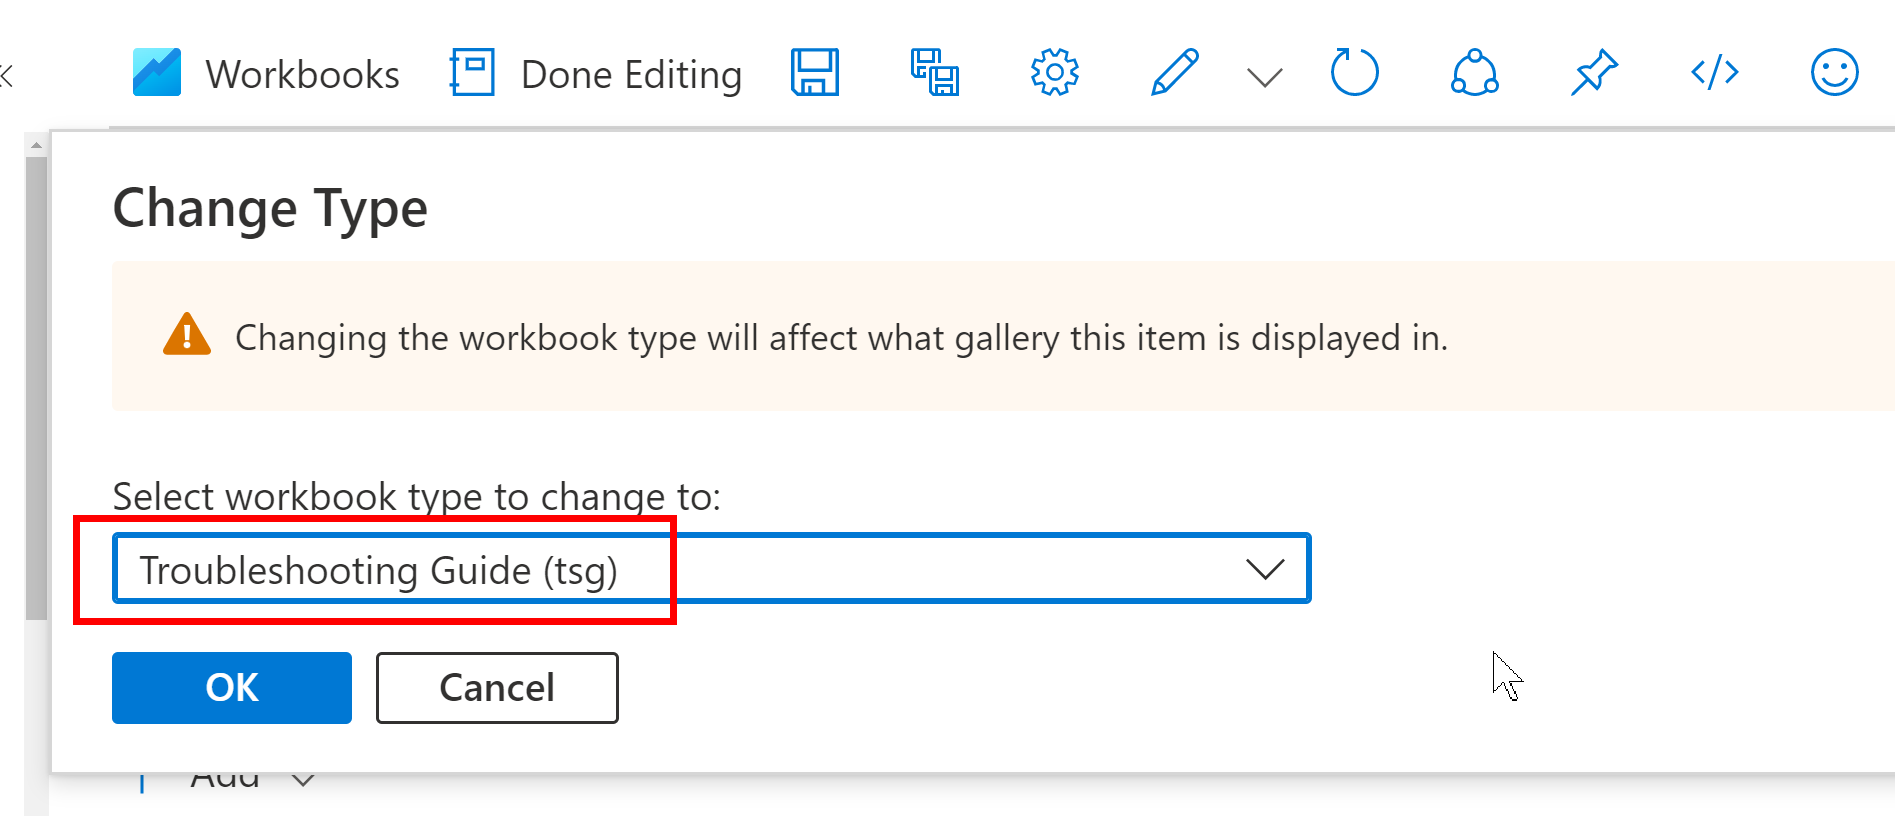 Workbooks Done Editing
Change Type
Changing the workbook type will affect what gallery this item is displayed in.
Select workbook type to change to:
Troubleshooting Guide (tsg)
OK Cancel
Add